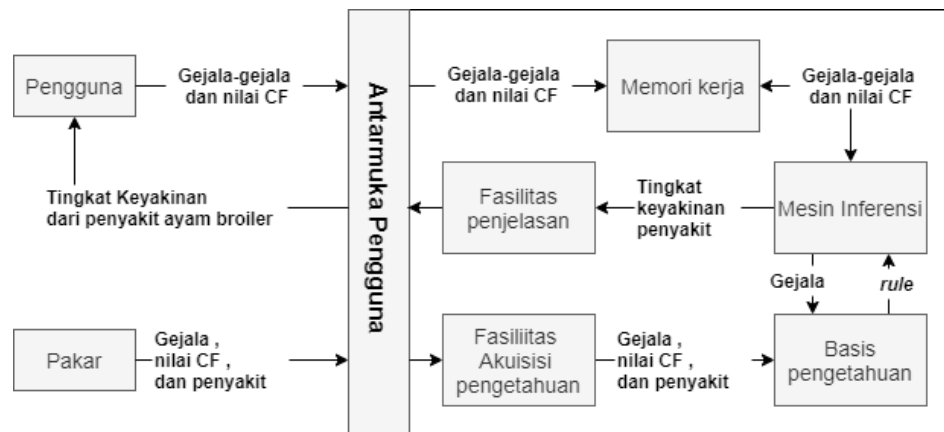 Pengguna
Gejala-gejala
dan nilai CF
Antarmuka Pengguna
Gejala-gejala
dan nilai CF
Memori kerja
Gejala-gejala
dan nilai CF
Tingkat Keyakinan
dari penyakit ayam broiler
Fasilitas
penjelasan
Tingkat
keyakinan
penyakit
Mesin Inferensi
Gejala
rule
Pakar
Gejala ,
nilai CF ,
dan penyakit
Fasiliitas
Akuisisi
pengetahuan
Gejala ,
nilai CF ,
dan penyakit
Basis
pengetahuan